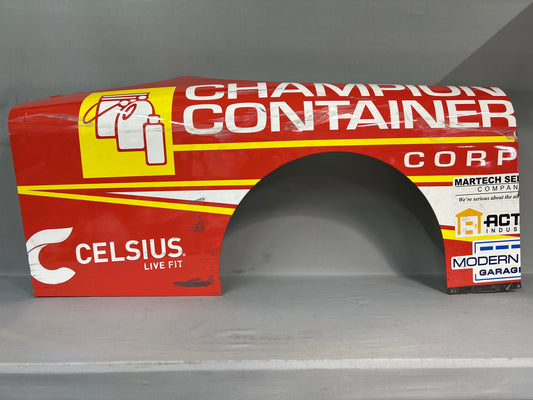 CHAMPION
CONTAINER
CORP
MARTECH SE
COMPAN
We're serious about the
ACT
INDUS
CELSIUS.
LIVE FIT
MODERN
GARAG